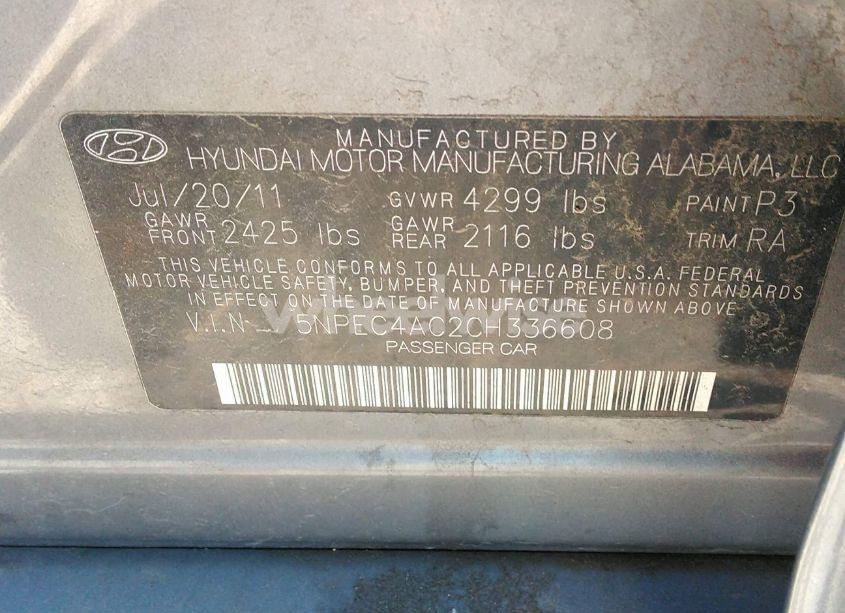 MANUFACTURED BY
HYUNDAI MOTOR MANUFACTURING ALABAMA, LLC
Jul/20/11 GVWR 4299 lbs PAINT P3
GAWR FRONT 2425 lbs GAWR REAR 2116 lbs TRIM RA
THIS VEHICLE CONFORMS TO ALL APPLICABLE U.S.A. FEDERAL
MOTOR VEHICLE SAFETY, BUMPER, AND THEFT PREVENTION STANDARDS
IN EFFECT ON THE DATE OF MANUFACTURE SHOWN ABOVE
V.I.N 5NPEC4AC2CH336608
PASSENGER CAR